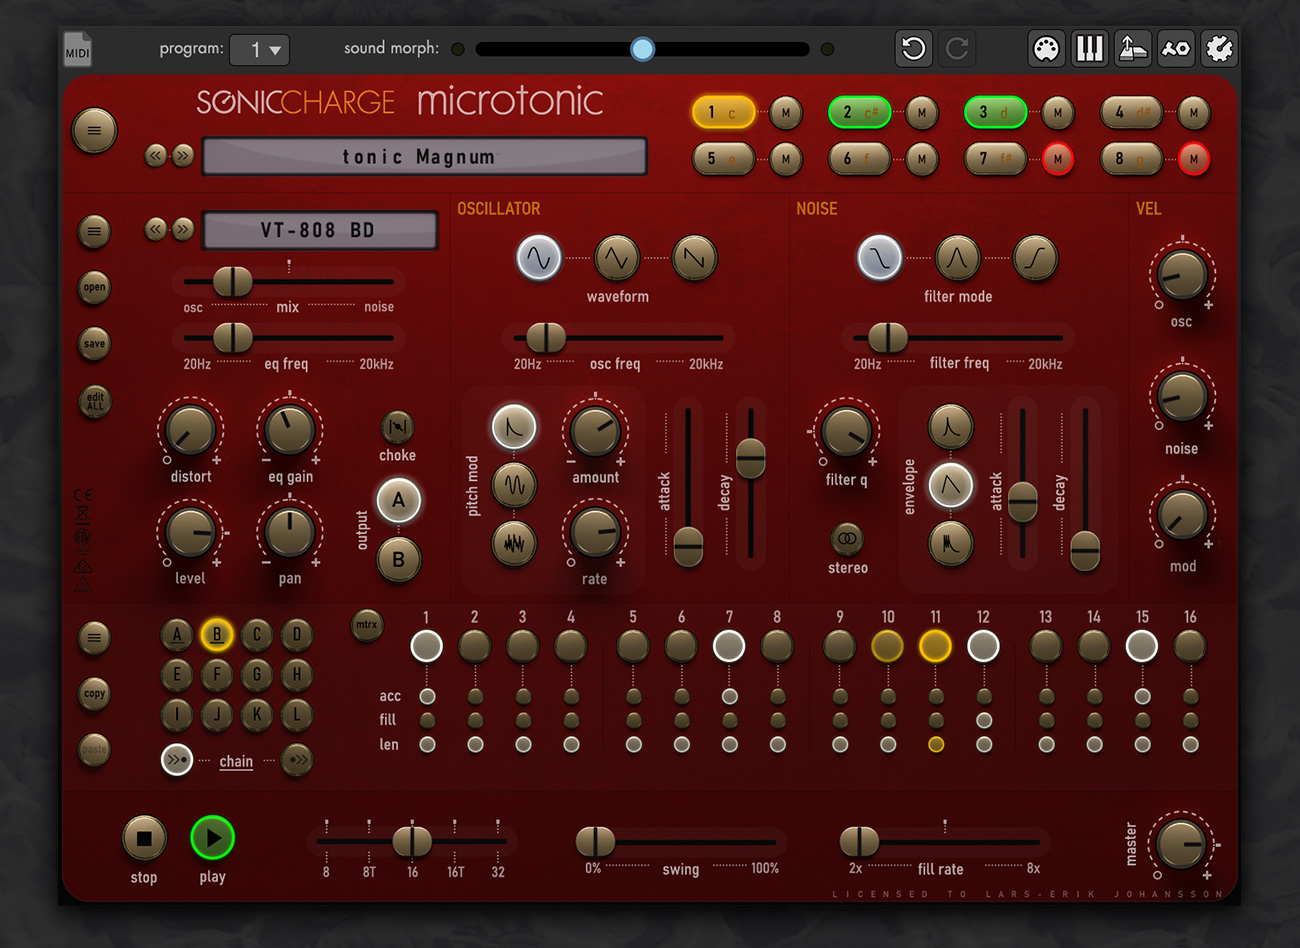 MIDI program: 1 sound morph:
SONICCHARGE microtonic
1 c M 2 c# M 3 d M 4 d# M
tonic Magnum
5 e M 6 f M 7 f# M 8 g M
VT-808 BD
OSCILLATOR NOISE VEL
open
osc mix noise
waveform
filter mode
osc
save
20Hz eq freq 20kHz
20Hz osc freq 20kHz
20Hz filter freq 20kHz
edit
ALL
choke
distort eq gain
pitch mod
amount
attack
decay
filter q
envelope
attack
decay
noise
output
A
B
level pan
rate
stereo
mod
A B C D
E F G H
I J K L
mtrx
1 2 3 4 5 6 7 8 9 10 11 12 13 14 15 16
copy
acc
fill
len
paste
chain
stop play
8 8T 16 16T 32
0% swing 100%
2x fill rate 8x
master
LICENSED TO LARS-ERIK JOHANSSON